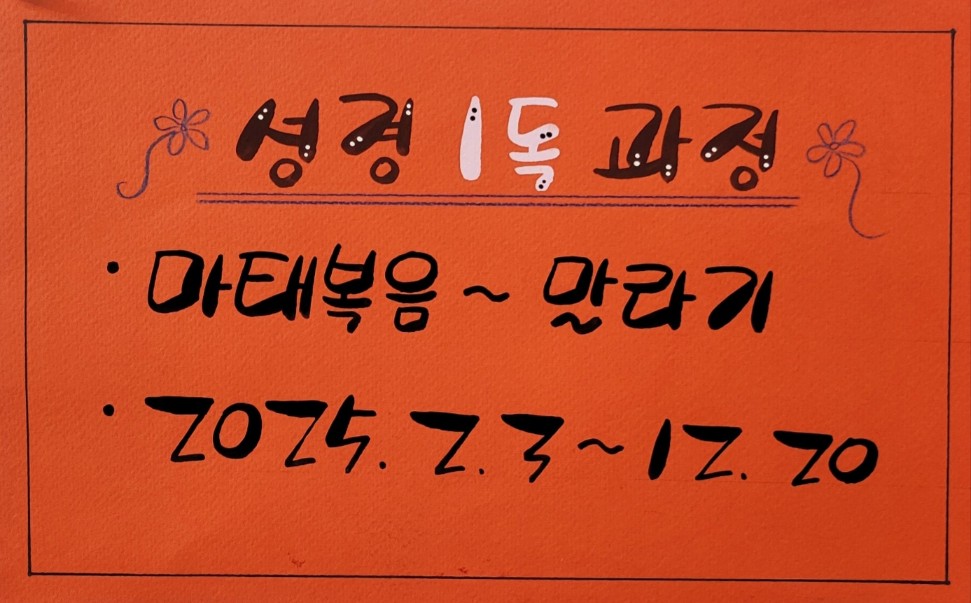 성경 1독 과정
· 마태복음 ~ 말라기
· 2025. 2. 3 ~ 12. 20